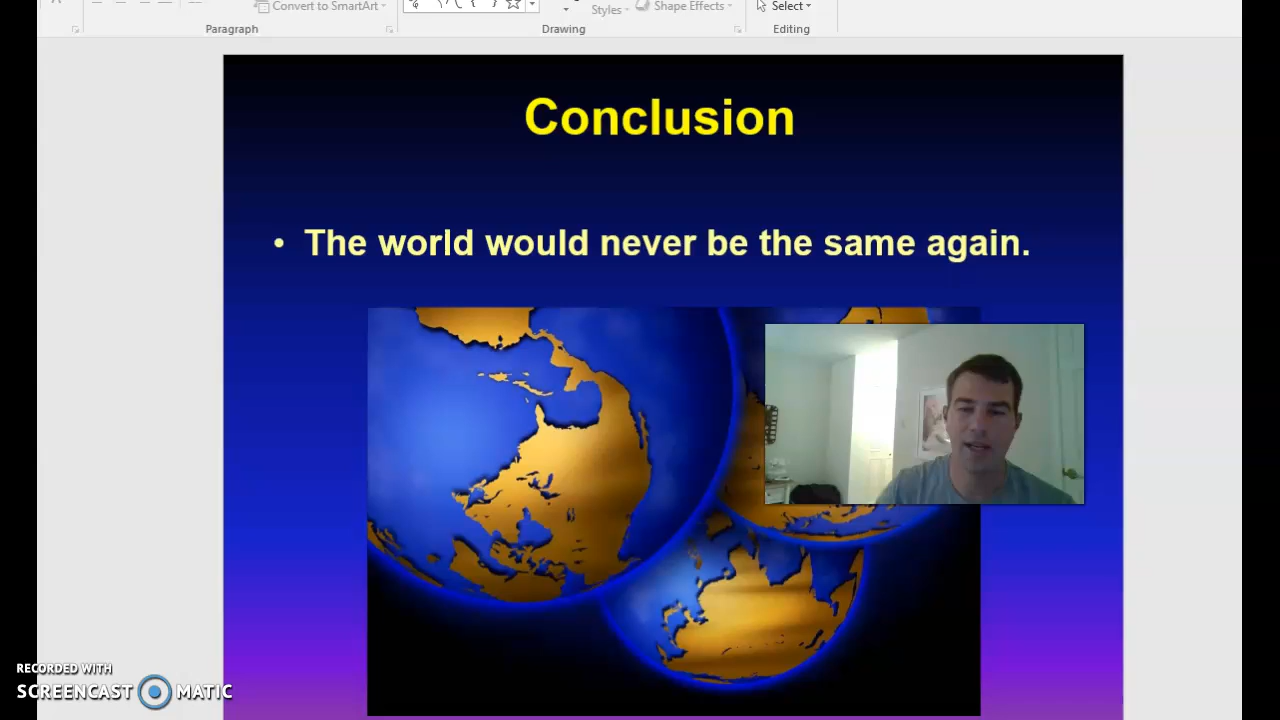 Convert to SmartArt
Styles
Shape Effects
Select
Paragraph
Drawing
Editing
Conclusion
• The world would never be the same again.
RECORDED WITH
SCREENCAST MATIC